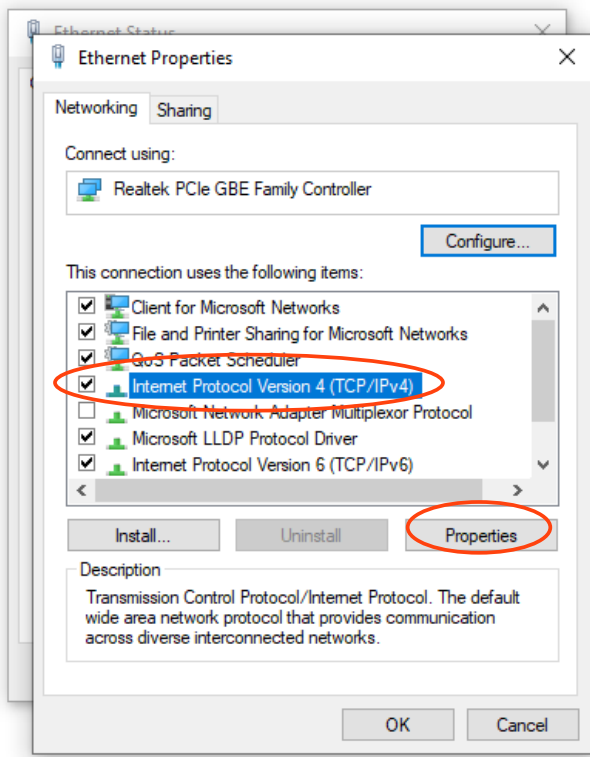 Ethernet Status
Ethernet Properties
Networking
Sharing
Connect using:
Realtek PCIe GBE Family Controller
Configure...
This connection uses the following items:
Client for Microsoft Networks
File and Printer Sharing for Microsoft Networks
QoS Packet Scheduler
Internet Protocol Version 4 (TCP/IPv4)
Microsoft Network Adapter Multiplexor Protocol
Microsoft LLDP Protocol Driver
Internet Protocol Version 6 (TCP/IPv6)
Install...
Uninstall
Properties
Description
Transmission Control Protocol/Internet Protocol. The default
wide area network protocol that provides communication
across diverse interconnected networks.
OK
Cancel